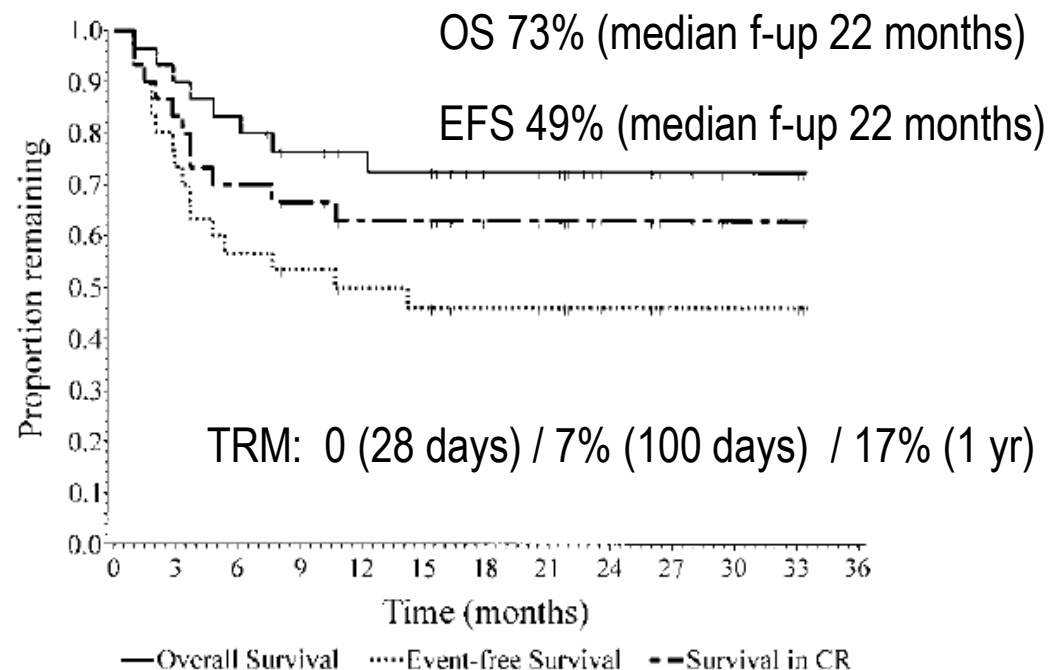 OS 73% (median f-up 22 months)
EFS 49% (median f-up 22 months)
TRM: 0 (28 days) / 7% (100 days) / 17% (1 yr)
Proportion remaining
1.0
0.9
0.8
0.7
0.6
0.5
0.4
0.3
0.2
0.1
0.0
0 3 6 9 12 15 18 21 24 27 30 33 36
Time (months)
Overall Survival Event-free Survival Survival in CR